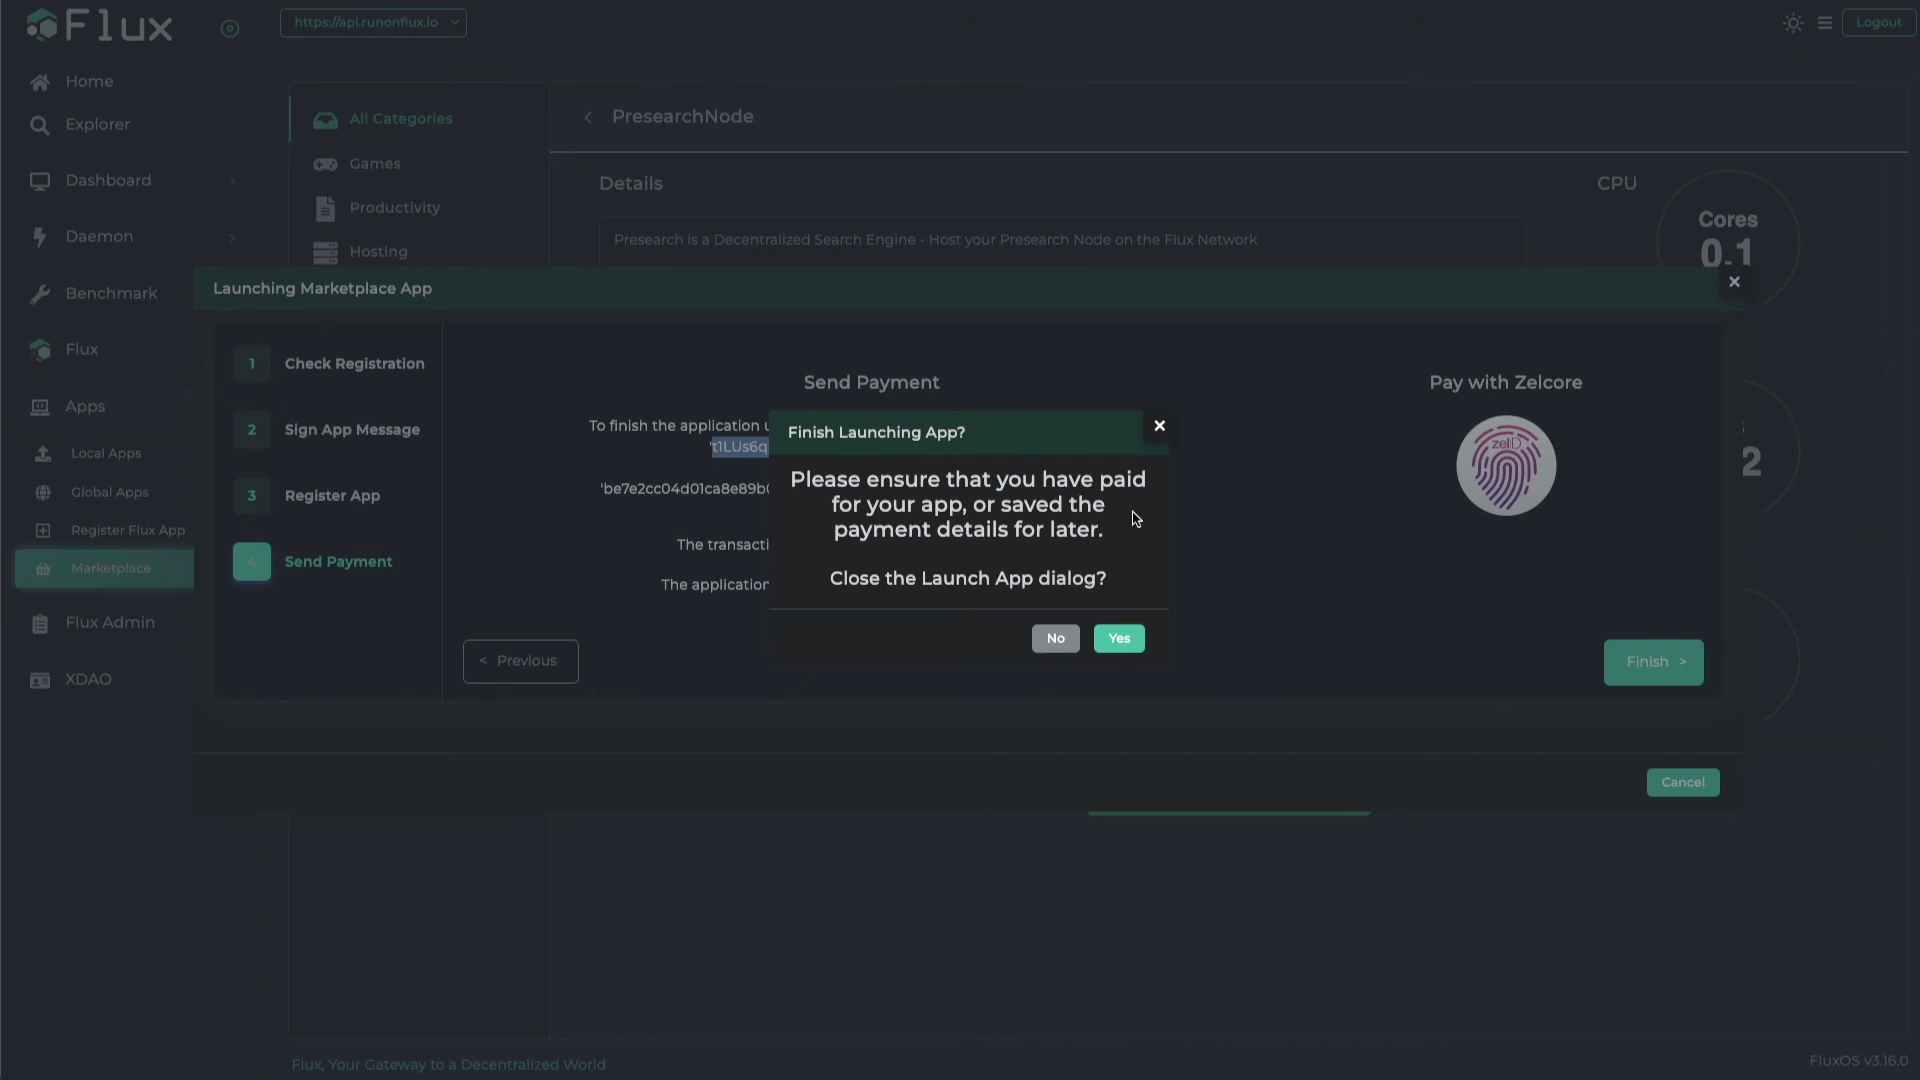 Flux
https://api.runonflux.io
Logout
Home
Explorer
Dashboard
Daemon
Benchmark
Flux
Apps
Local Apps
Global Apps
Register Flux App
Marketplace
Flux Admin
XDAO
All Categories
Games
Productivity
Hosting
PresearchNode
Details
Presearch is a Decentralized Search Engine - Host your Presearch Node on the Flux Network
CPU
Cores
0.1
2
Launching Marketplace App
1 Check Registration
2 Sign App Message
3 Register App
4 Send Payment
Send Payment
To finish the application u
't1LUs6q
'be7e2cc04d01ca8e89b0
The transacti
The application
Pay with Zelcore
zelID
Finish Launching App?
Please ensure that you have paid
for your app, or saved the
payment details for later.
Close the Launch App dialog?
No
Yes
< Previous
Finish >
Cancel
Flux, Your Gateway to a Decentralized World
FluxOS v3.16.0